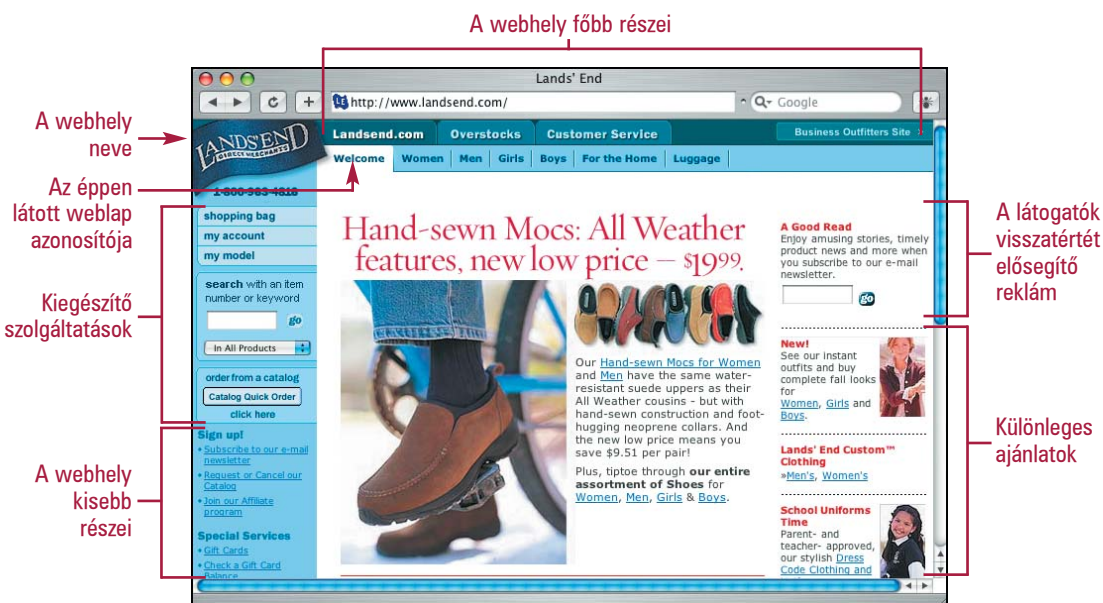 A webhely főbb részei
A webhely
neve
Az éppen
látott weblap
azonosítója
Kiegészítő
szolgáltatások
A webhely
kisebb
részei
Lands' End
http://www.landsend.com/
Google
LANDS'END
DIRECT MERCHANTS
1-800-963-4816
Landsend.com
Overstocks
Customer Service
Business Outfitters Site »
Welcome
Women
Men
Girls
Boys
For the Home
Luggage
shopping bag
my account
my model
search with an item
number or keyword
go
In All Products
order from a catalog
Catalog Quick Order
click here
Sign up!
• Subscribe to our e-mail
newsletter
• Request or Cancel our
Catalog
• Join our Affiliate
program
Special Services
• Gift Cards
• Check a Gift Card
Balance
Hand-sewn Mocs: All Weather
features, new low price – $19.99.
Our Hand-sewn Mocs for Women
and Men have the same water-
resistant suede uppers as their
All Weather cousins - but with
hand-sewn construction and foot-
hugging neoprene collars. And
the new low price means you
save $9.51 per pair!
Plus, tiptoe through our entire
assortment of Shoes for
Women, Men, Girls & Boys.
A Good Read
Enjoy amusing stories, timely
product news and more when
you subscribe to our e-mail
newsletter.
go
New!
See our instant
outfits and buy
complete fall looks
for
Women, Girls and
Boys.
Lands' End Custom™
Clothing
»Men's, Women's
School Uniforms
Time
Parent- and
teacher- approved,
our stylish Dress
Code Clothing and
A látogatók
visszatértét
elősegítő
reklám
Különleges
ajánlatok